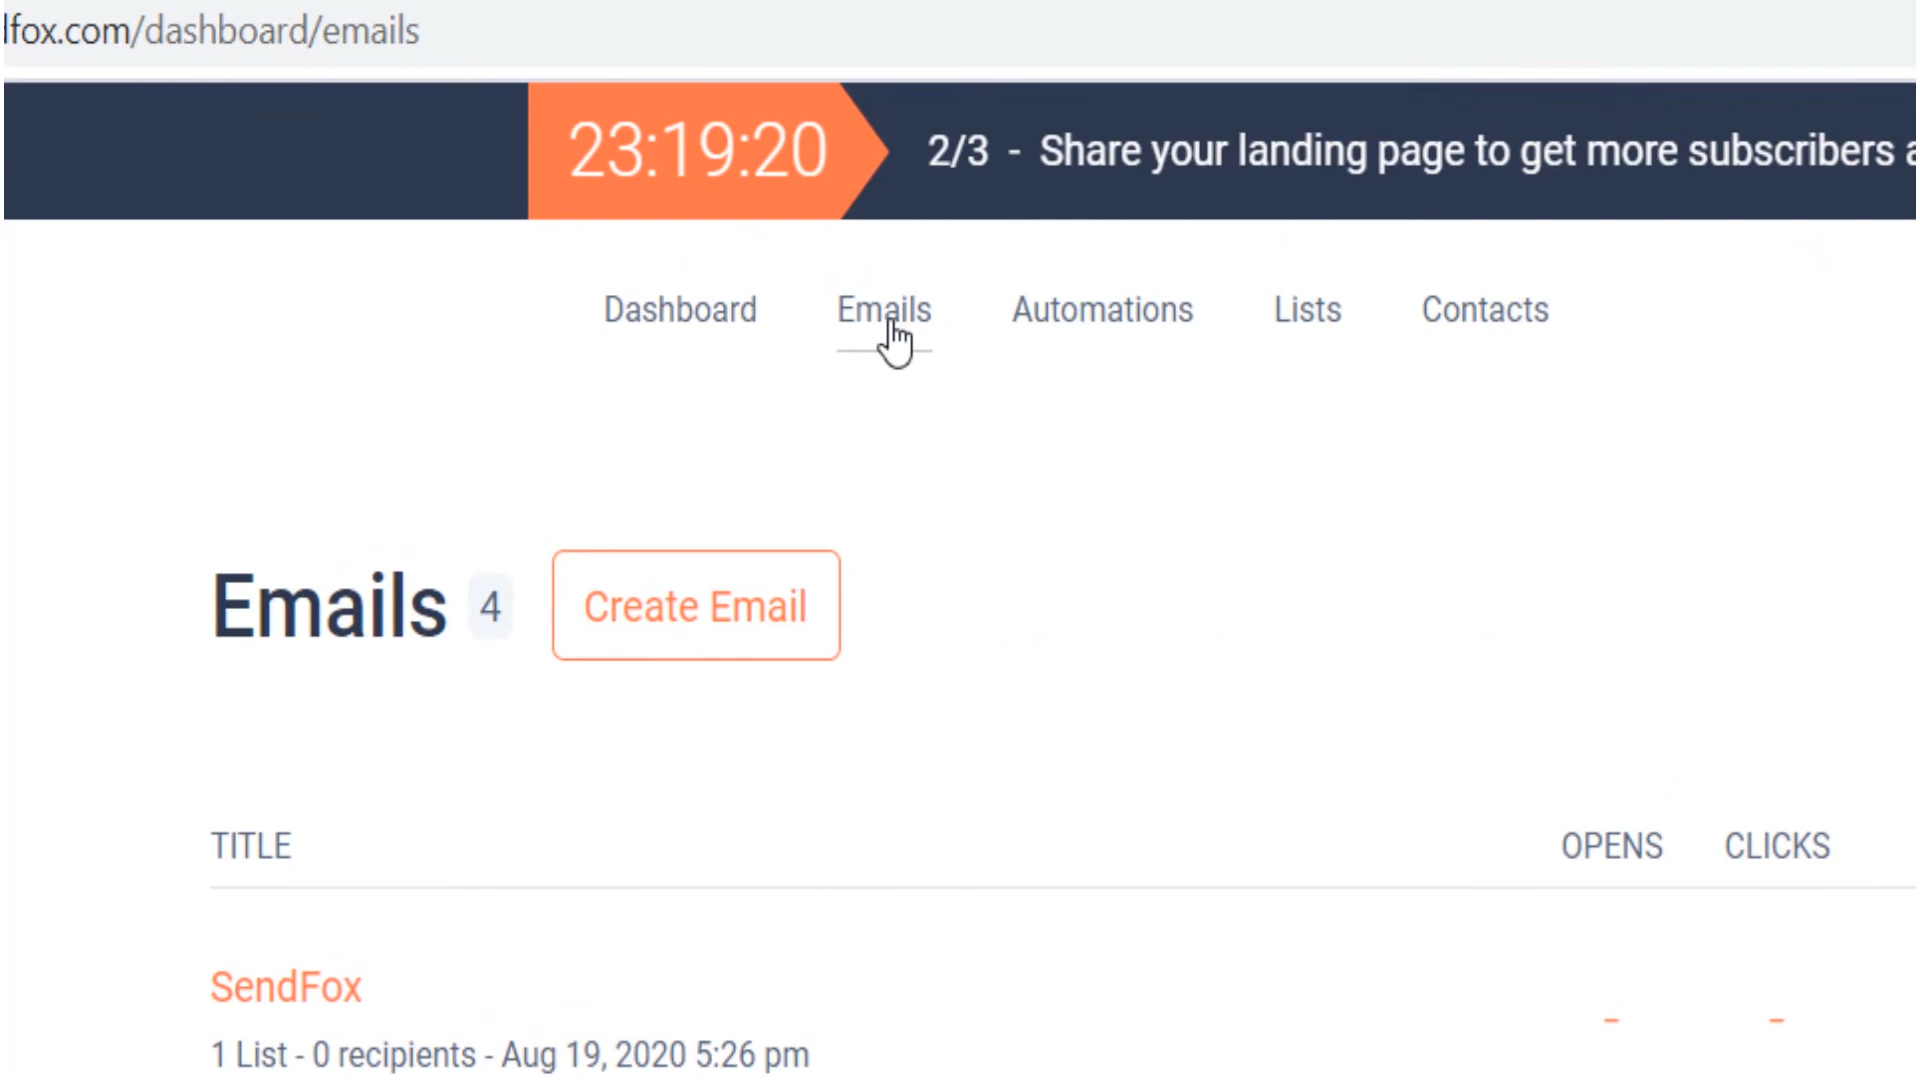 fox.com/dashboard/emails
23:19:20
2/3 - Share your landing page to get more subscribers
Dashboard Emails Automations Lists Contacts
Emails 4 Create Email
TITLE OPENS CLICKS
SendFox
- -
1 List - 0 recipients - Aug 19, 2020 5:26 pm